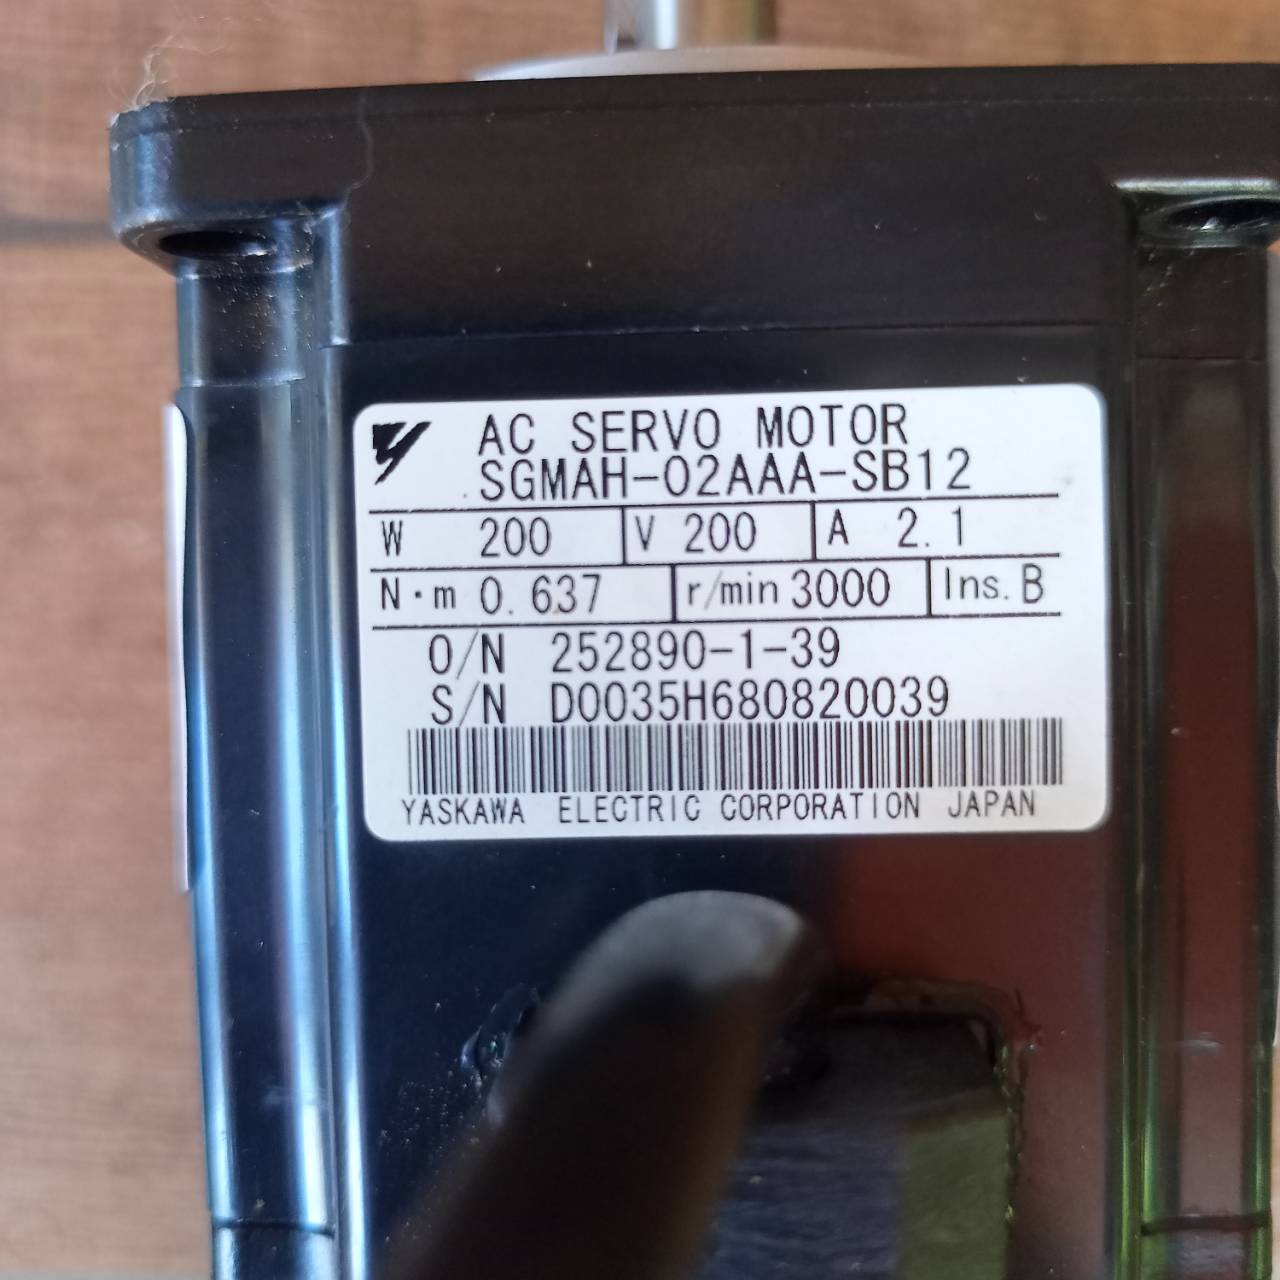 AC SERVO MOTOR
SGMAH-02AAA-SB12
W 200 V 200 A 2.1
N·m 0.637 r/min 3000 Ins. B
O/N 252890-1-39
S/N D0035H680820039
YASKAWA ELECTRIC CORPORATION JAPAN